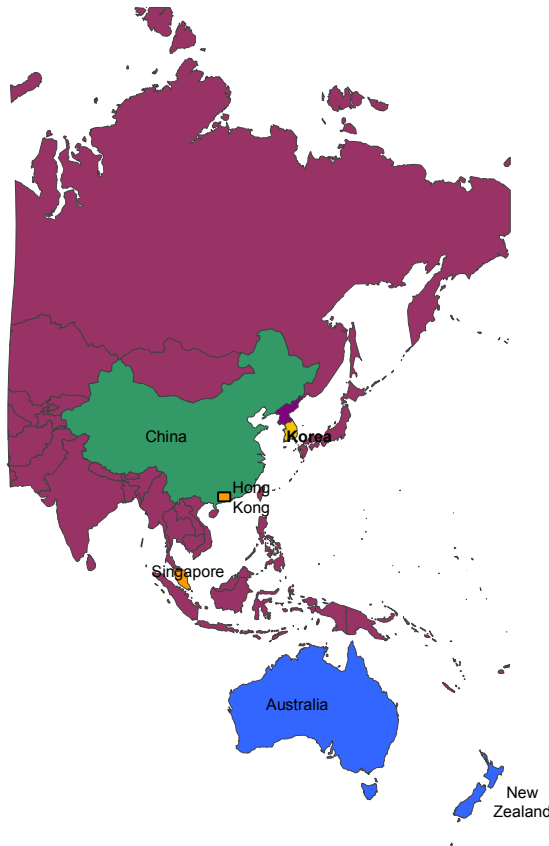 China
Korea
Hong
Kong
Singapore
Australia
New
Zealand